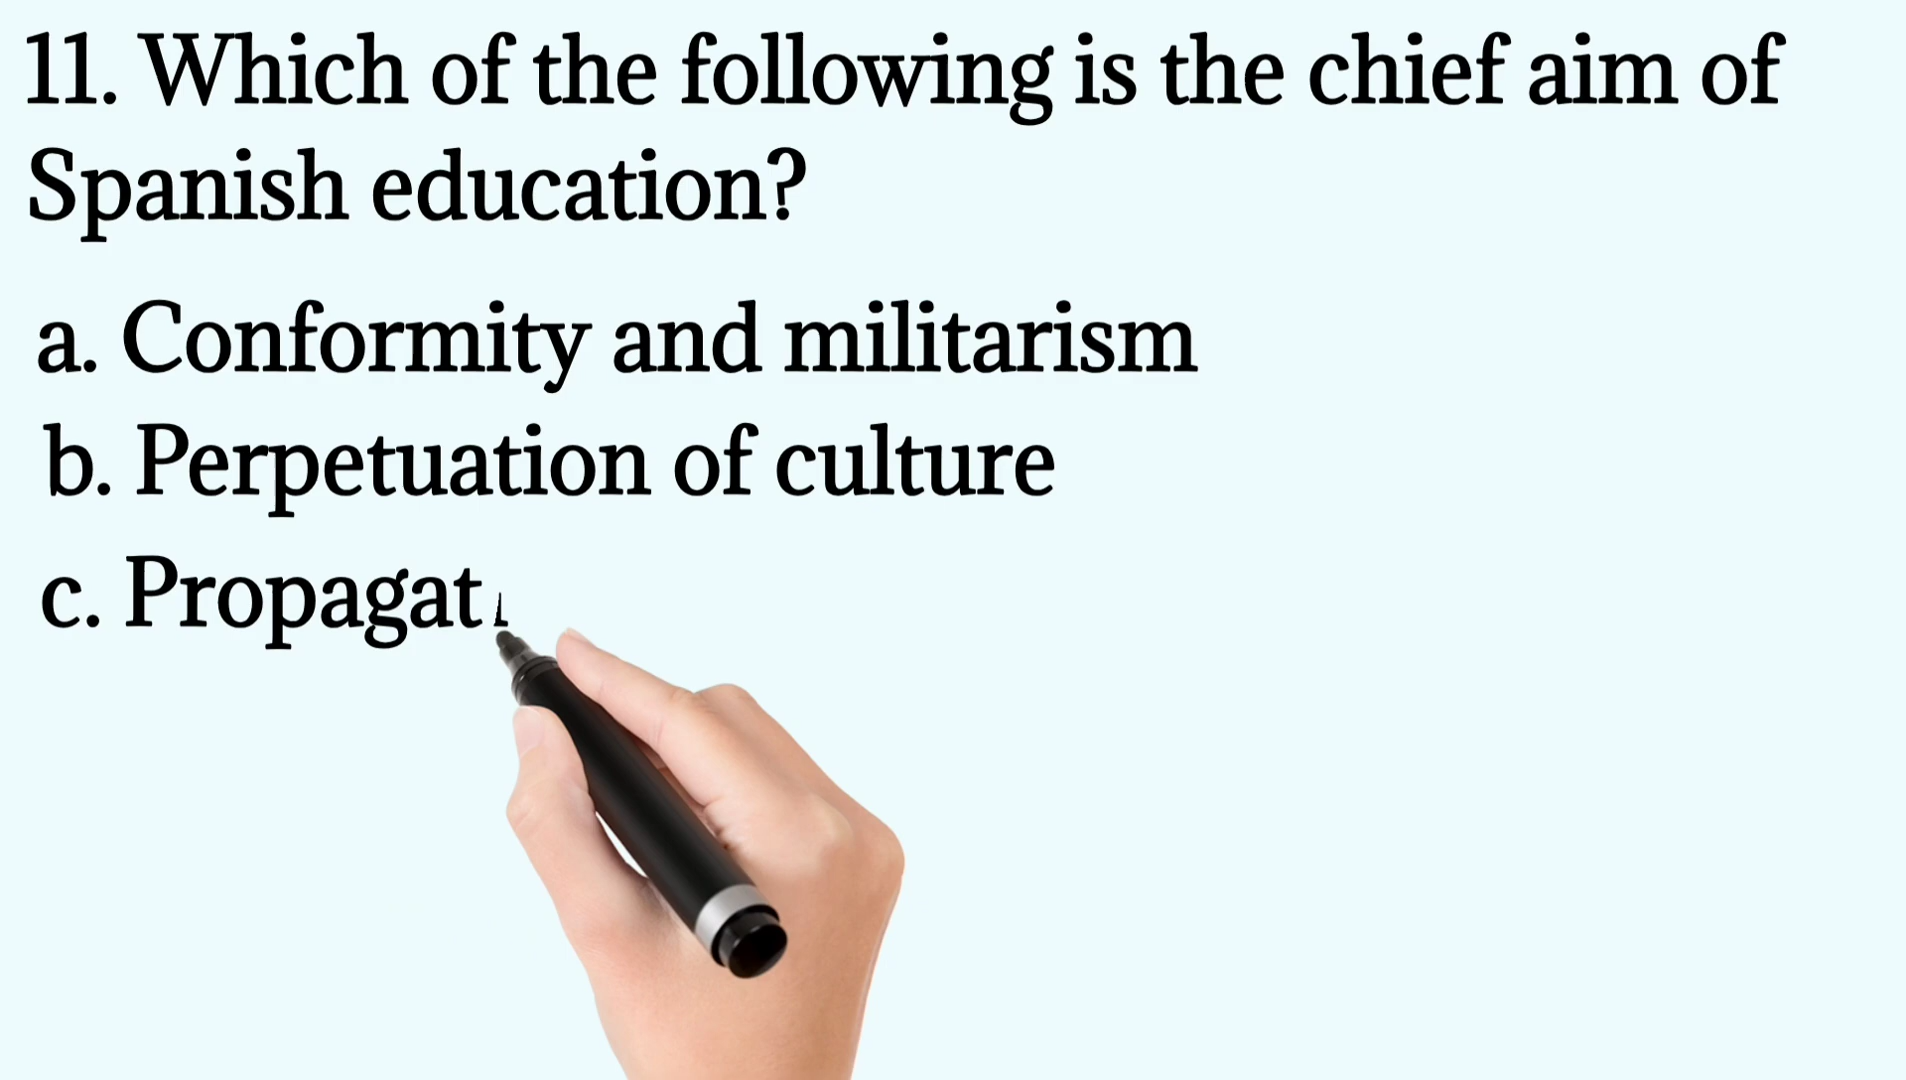 11. Which of the following is the chief aim of
Spanish education?
a. Conformity and militarism
b. Perpetuation of culture
c. Propagat